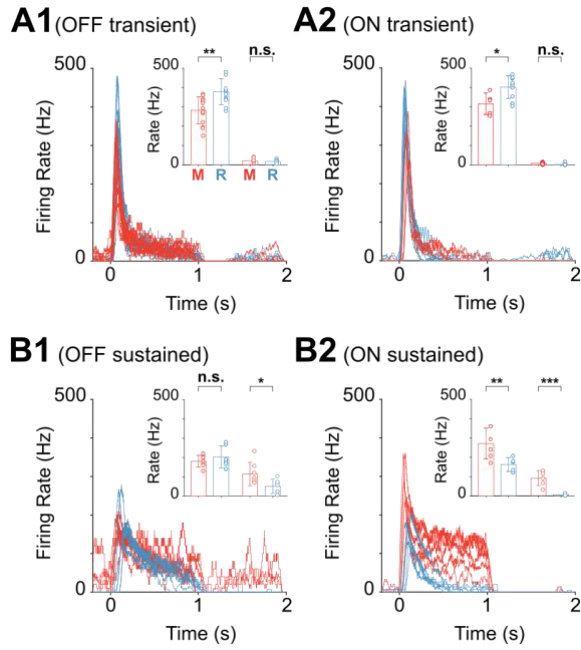 A1 (OFF transient)
A2 (ON transient)
500
0
Firing Rate (Hz)
0 1 2
Time (s)
500
0
Rate (Hz)
**
n.s.
M R M R
500
0
Firing Rate (Hz)
0 1 2
Time (s)
500
0
Rate (Hz)
*
n.s.
B1 (OFF sustained)
B2 (ON sustained)
500
0
Firing Rate (Hz)
0 1 2
Time (s)
500
0
Rate (Hz)
n.s.
*
500
0
Firing Rate (Hz)
0 1 2
Time (s)
500
0
Rate (Hz)
**
***